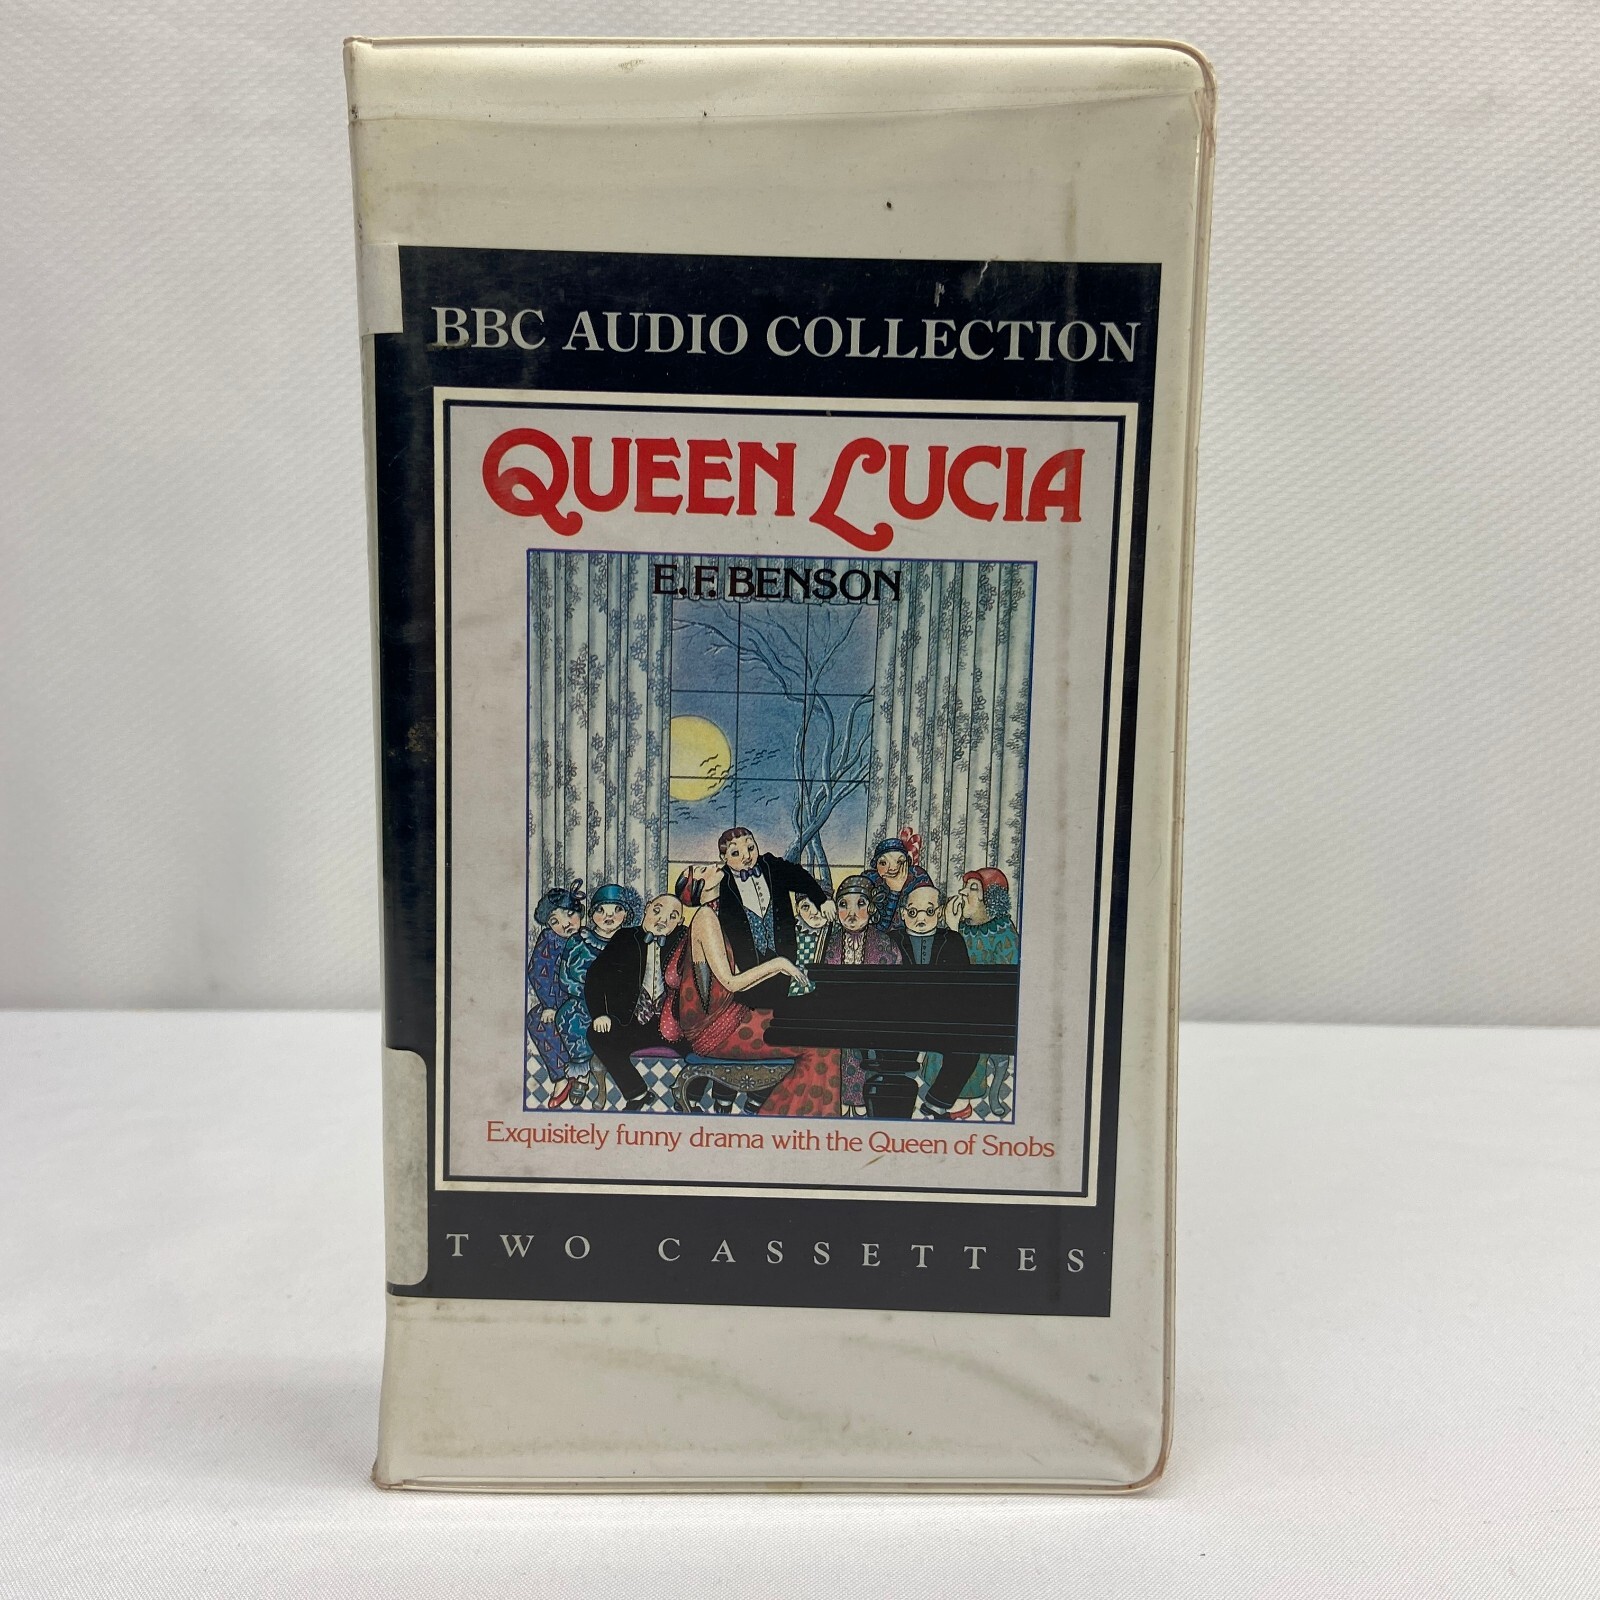 BBC AUDIO COLLECTION
QUEEN LUCIA
E.F. BENSON
Exquisitely funny drama with the Queen of Snobs
TWO CASSETTES